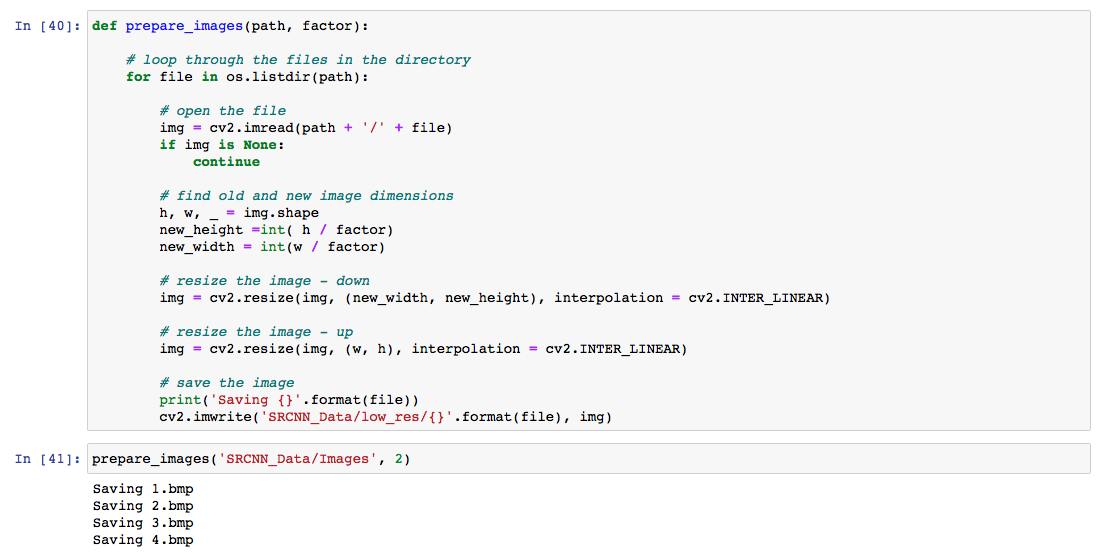 In [40]: def prepare_images(path, factor):
# loop through the files in the directory
for file in os.listdir(path):
# open the file
img = cv2.imread(path + '/' + file)
if img is None:
continue
# find old and new image dimensions
h, w, _ = img.shape
new_height =int( h / factor)
new_width = int(w / factor)
# resize the image - down
img = cv2.resize(img, (new_width, new_height), interpolation = cv2.INTER_LINEAR)
# resize the image - up
img = cv2.resize(img, (w, h), interpolation = cv2.INTER_LINEAR)
# save the image
print('Saving {}'.format(file))
cv2.imwrite('SRCNN_Data/low_res/{}'.format(file), img)
In [41]: prepare_images('SRCNN_Data/Images', 2)
Saving 1.bmp
Saving 2.bmp
Saving 3.bmp
Saving 4.bmp